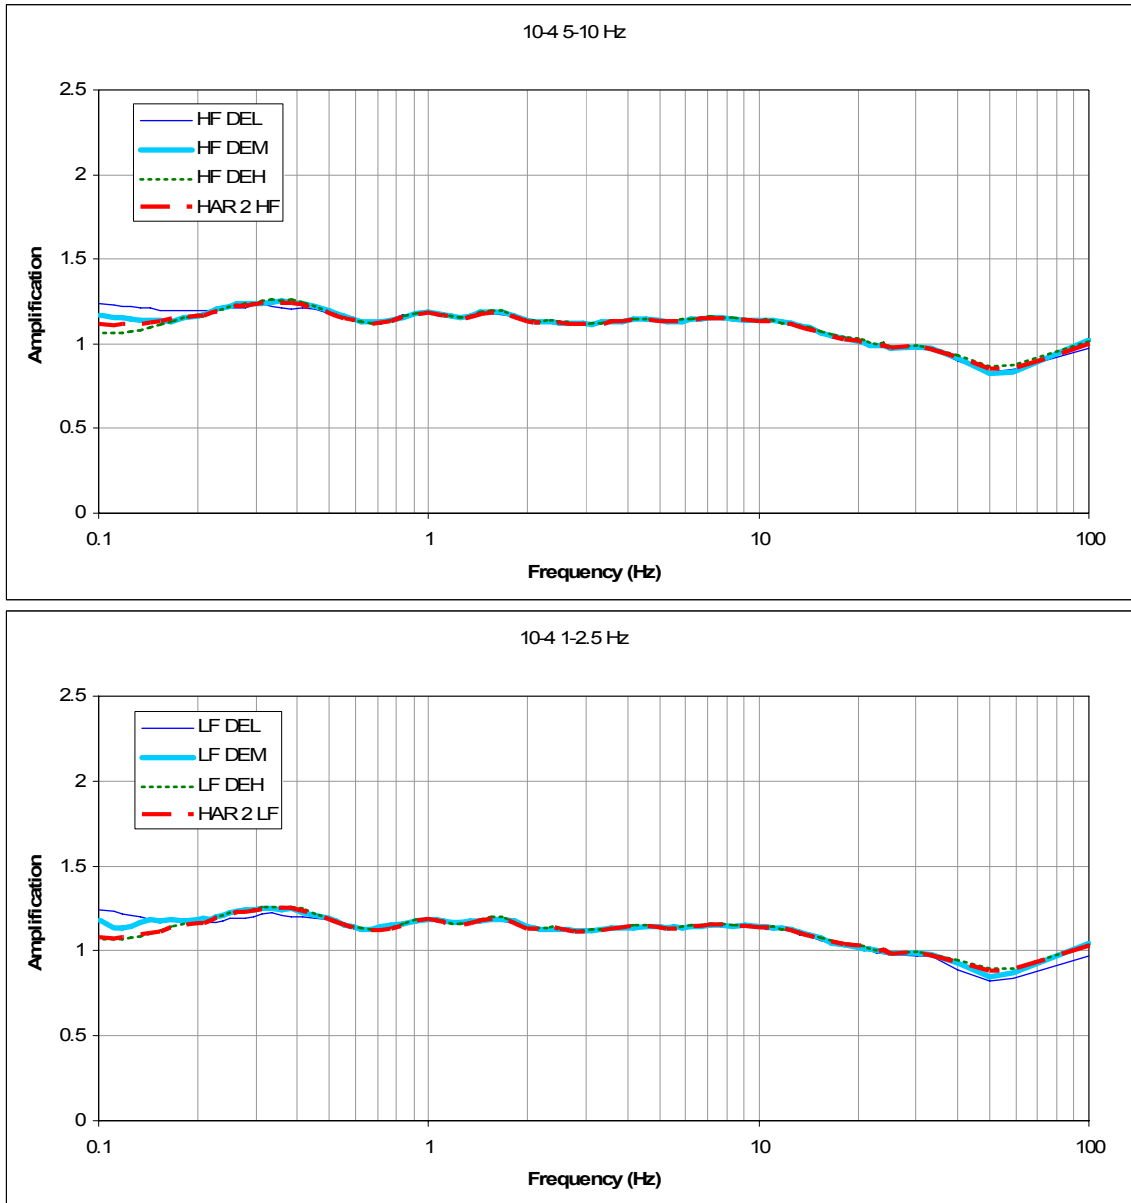 10-4 5-10 Hz
2.5
HF DEL
HF DEM
2
HF DEH
HAR 2 HF
1.5
Amplification
1
0.5
0
0.1 1 10 100
Frequency (Hz)
10-4 1-2.5 Hz
2.5
LF DEL
LF DEM
2
LF DEH
HAR 2 LF
1.5
Amplification
1
0.5
0
0.1 1 10 100
Frequency (Hz)